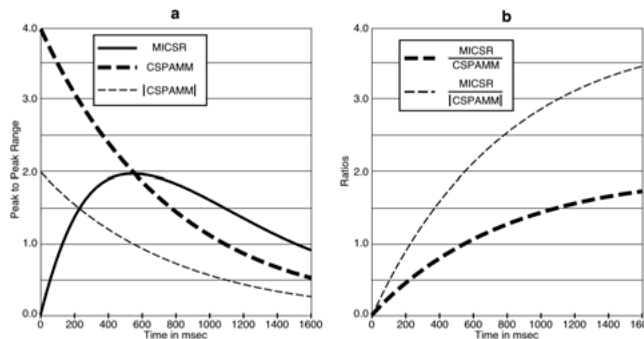 a
4.0
3.0
2.0
1.0
0.0
Peak to Peak Range
MICSR
CSPAMM
|CSPAMM|
0 200 400 600 800 1000 1200 1400 1600
Time in msec
b
4.0
3.0
2.0
1.0
0.0
Ratios
MICSR
CSPAMM
MICSR
|CSPAMM|
0 200 400 600 800 1000 1200 1400 1600
Time in msec